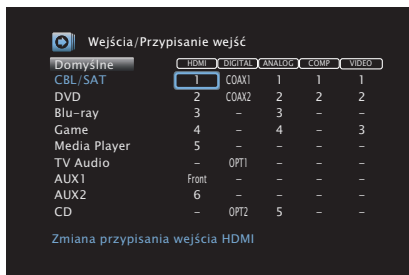 Wejścia/Przypisanie wejść
Domyślne HDMI DIGITAL ANALOG COMP VIDEO
CBL/SAT 1 COAX1 1 1 1
DVD 2 COAX2 2 2 2
Blu-ray 3 – 3 – –
Game 4 – 4 – 3
Media Player 5 – – – –
TV Audio – OPT1 – – –
AUX1 Front – – – –
AUX2 6 – – – –
CD – OPT2 5 – –
Zmiana przypisania wejścia HDMI